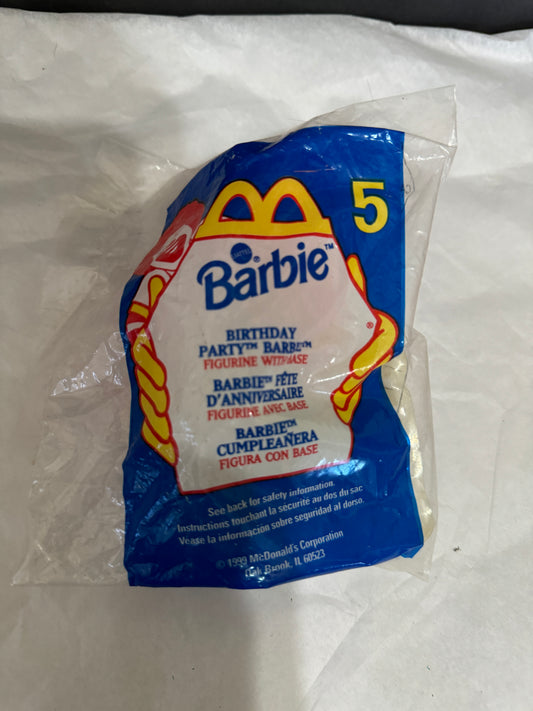 5
MATTEL
Barbie™
®
BIRTHDAY
PARTY™ BARBIE™
FIGURINE WITH BASE
BARBIE™ FÊTE
D'ANNIVERSAIRE
FIGURINE AVEC BASE
BARBIE™
CUMPLEAÑERA
FIGURA CON BASE
®
See back for safety information.
Instructions touchant la sécurité au dos du sac
Véase la información sobre seguridad al dorso.
© 1999 McDonald's Corporation
Oak Brook, IL 60523